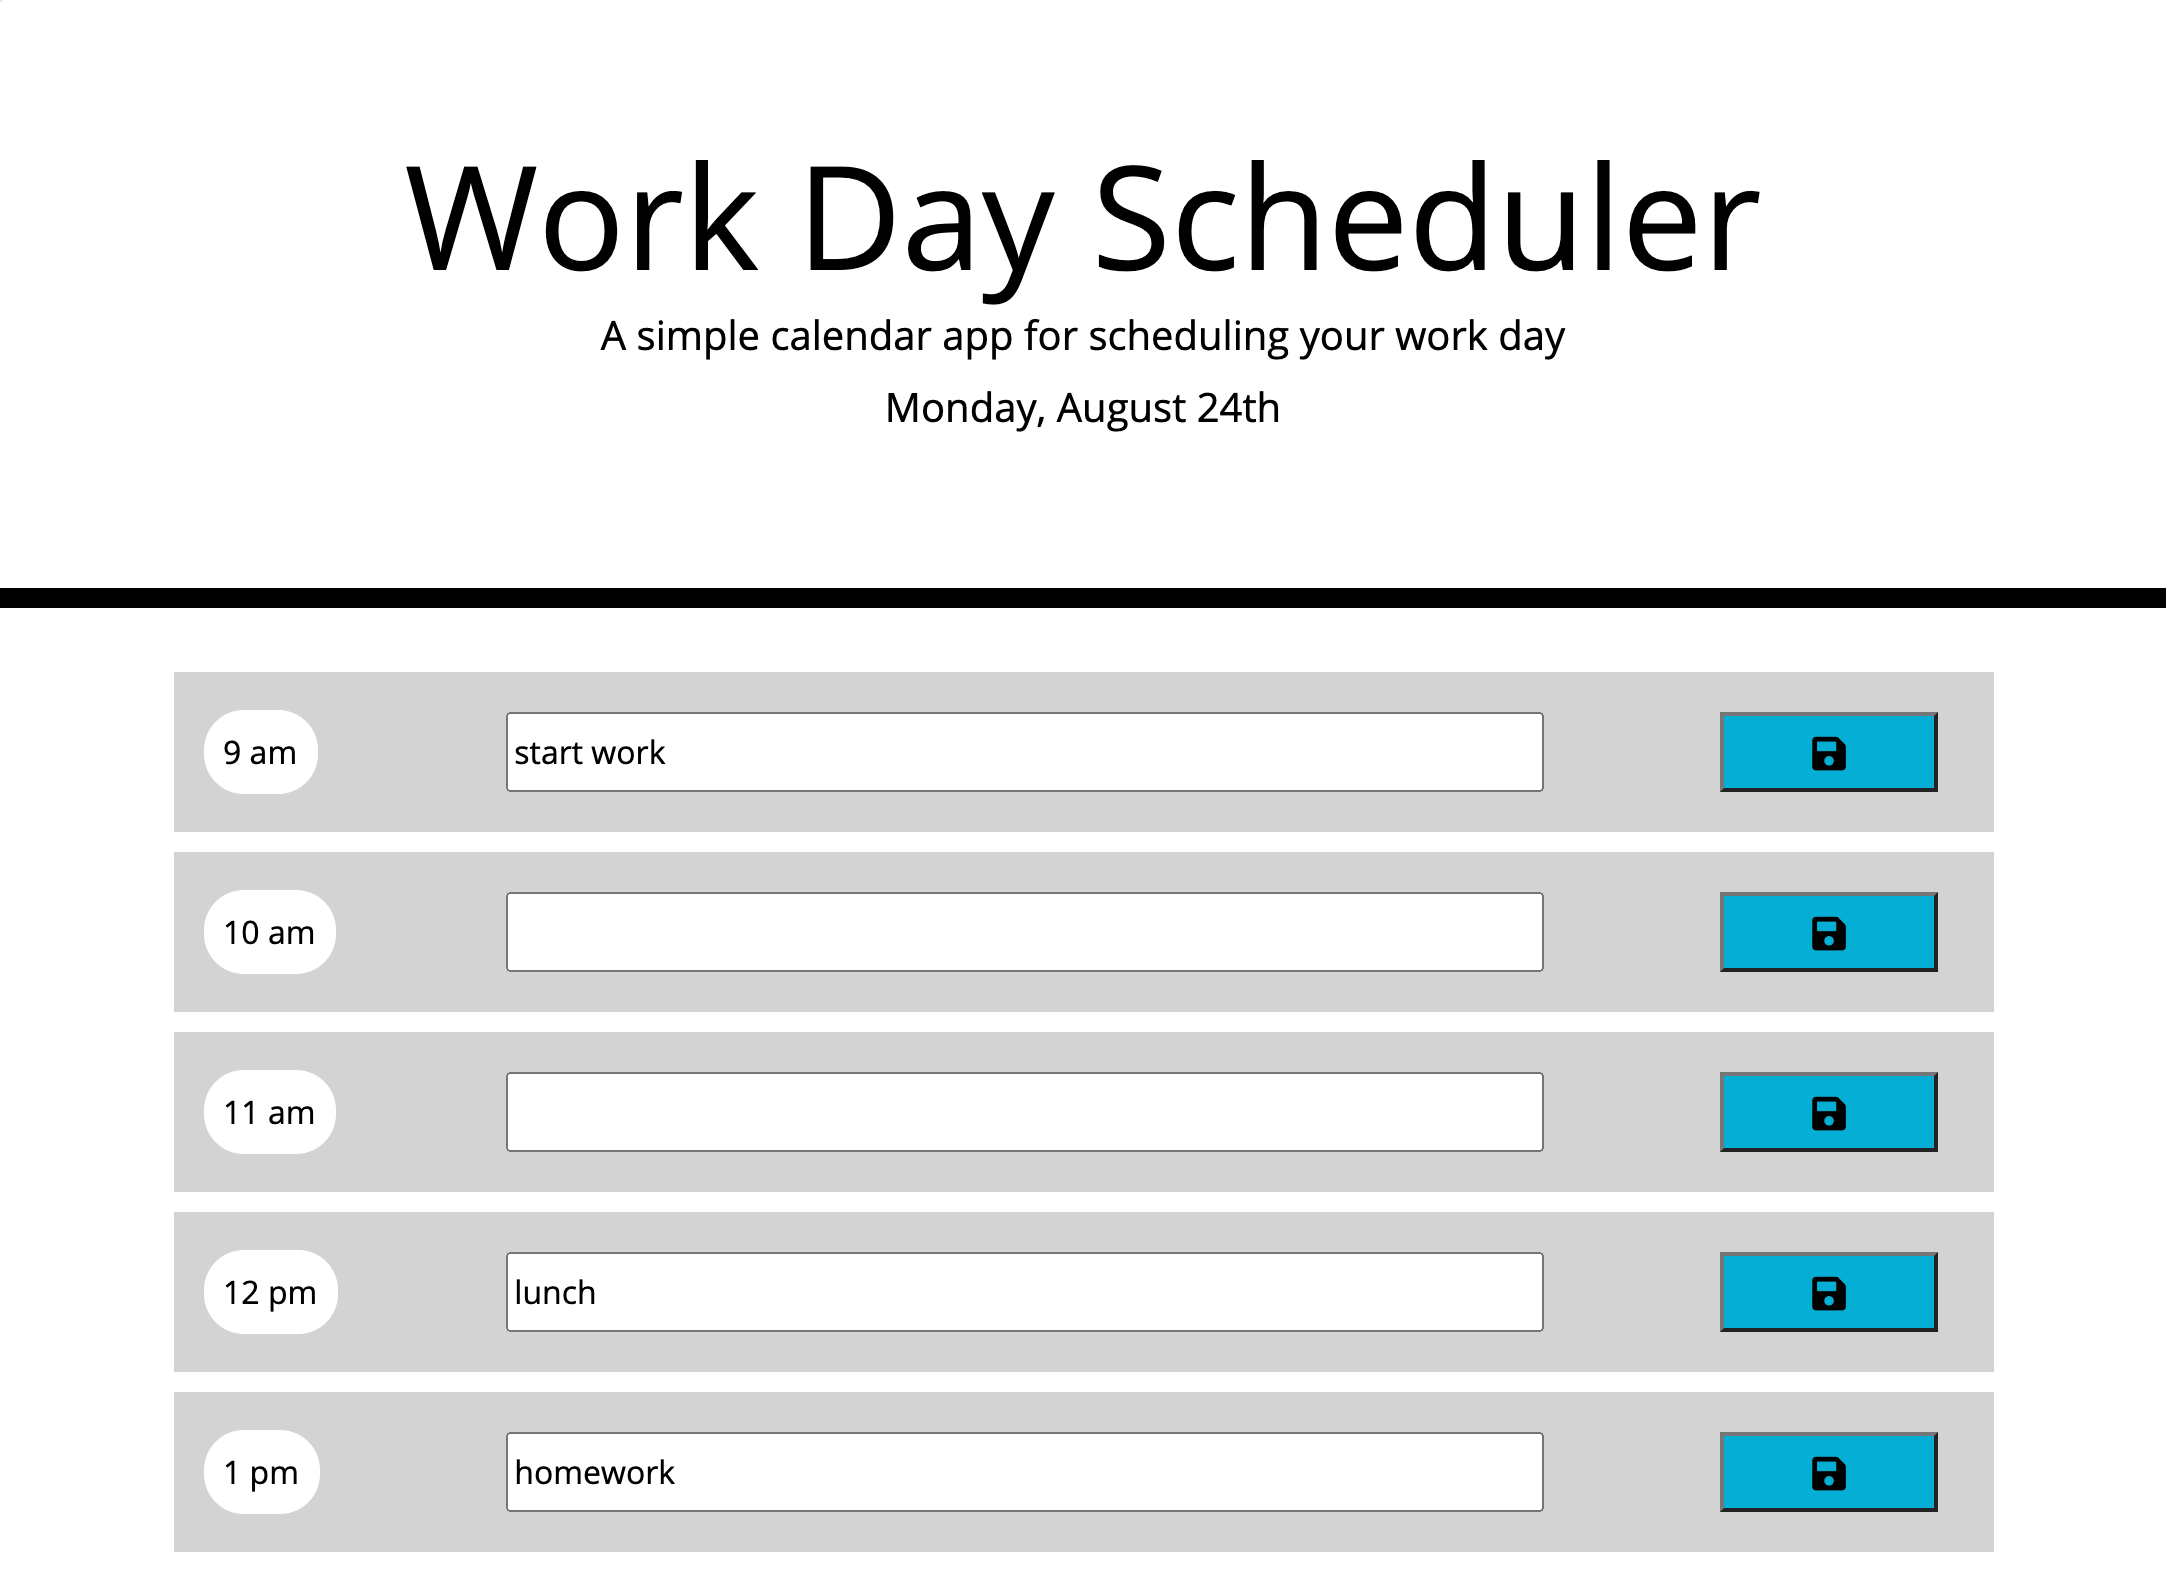 Work Day Scheduler
A simple calendar app for scheduling your work day
Monday, August 24th
9 am start work
10 am
11 am
12 pm lunch
1 pm homework